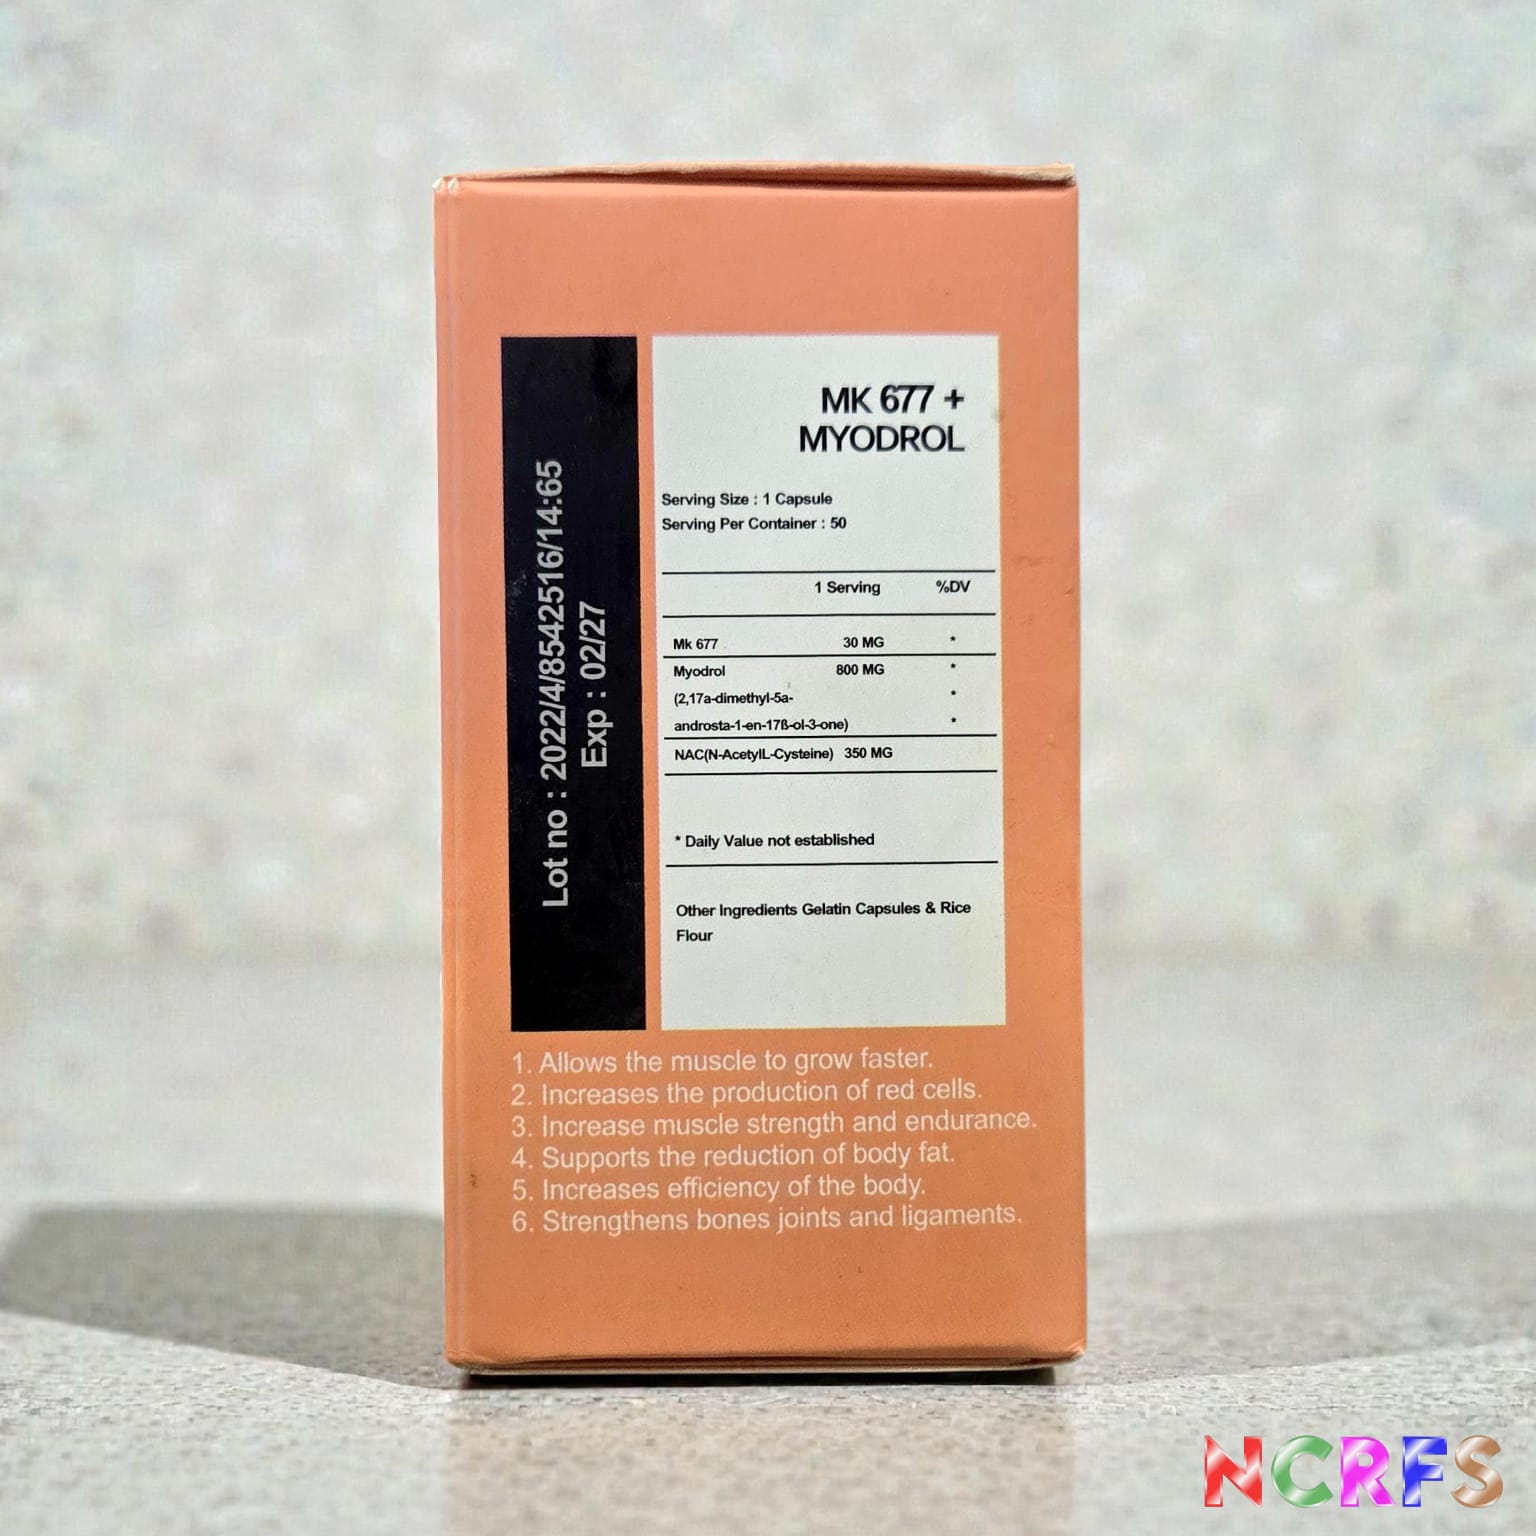 MK 677 +
MYODROL
Serving Size : 1 Capsule
Serving Per Container : 50
1 Serving %DV
Mk 677 30 MG *
Myodrol 800 MG *
(2,17a-dimethyl-5a- *
androsta-1-en-17ß-ol-3-one) *
NAC(N-AcetylL-Cysteine) 350 MG
* Daily Value not established
Other Ingredients Gelatin Capsules & Rice
Flour
Lot no : 2022/4/8542516/14:65
Exp : 02/27
1. Allows the muscle to grow faster.
2. Increases the production of red cells.
3. Increase muscle strength and endurance.
4. Supports the reduction of body fat.
5. Increases efficiency of the body.
6. Strengthens bones joints and ligaments.
NCRFS